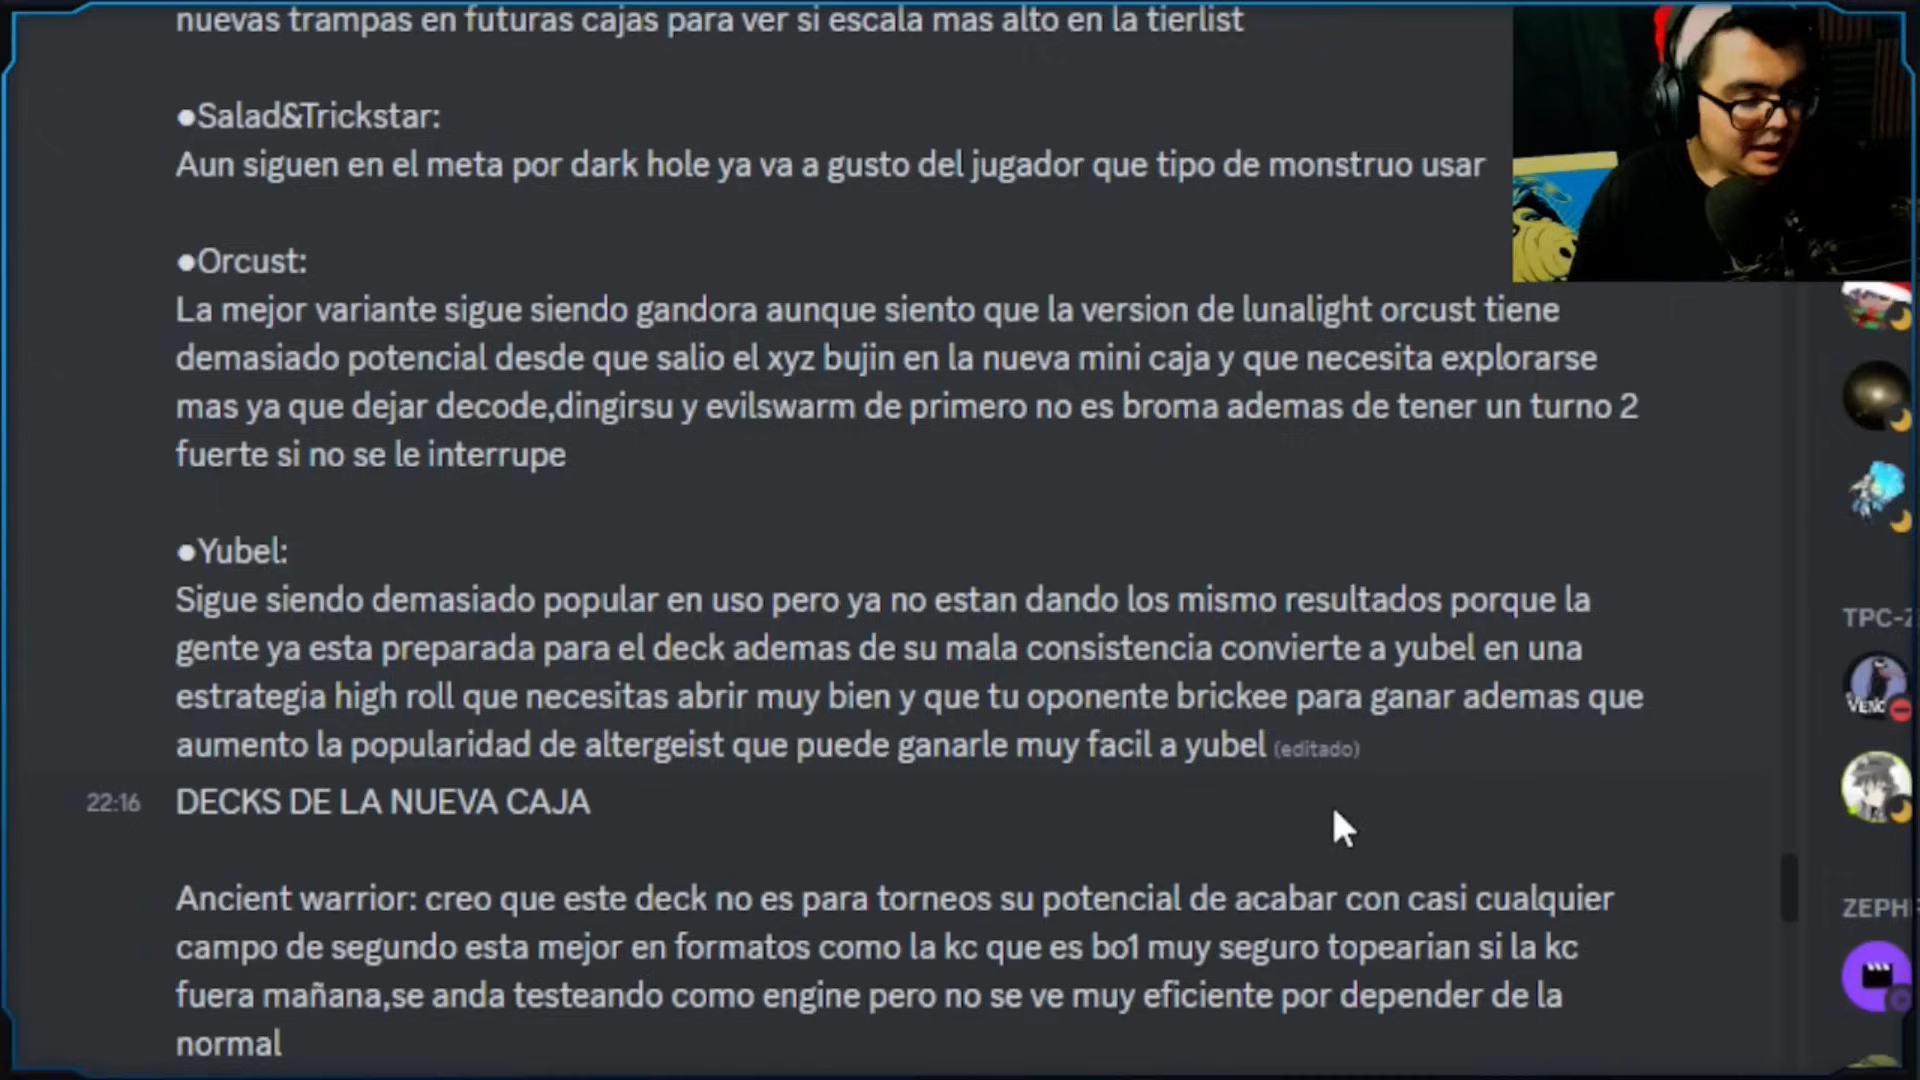 nuevas trampas en futuras cajas para ver si escala mas alto en la tierlist
●Salad&Trickstar:
Aun siguen en el meta por dark hole ya va a gusto del jugador que tipo de monstruo usar
●Orcust:
La mejor variante sigue siendo gandora aunque siento que la version de lunalight orcust tiene
demasiado potencial desde que salio el xyz bujin en la nueva mini caja y que necesita explorarse
mas ya que dejar decode,dingirsu y evilswarm de primero no es broma ademas de tener un turno 2
fuerte si no se le interrupe
●Yubel:
Sigue siendo demasiado popular en uso pero ya no estan dando los mismo resultados porque la
gente ya esta preparada para el deck ademas de su mala consistencia convierte a yubel en una
estrategia high roll que necesitas abrir muy bien y que tu oponente brickee para ganar ademas que
aumento la popularidad de altergeist que puede ganarle muy facil a yubel (editado)
22:16 DECKS DE LA NUEVA CAJA
Ancient warrior: creo que este deck no es para torneos su potencial de acabar con casi cualquier
campo de segundo esta mejor en formatos como la kc que es bo1 muy seguro topearian si la kc
fuera mañana,se anda testeando como engine pero no se ve muy eficiente por depender de la
normal
TPC-Z
ZEPH